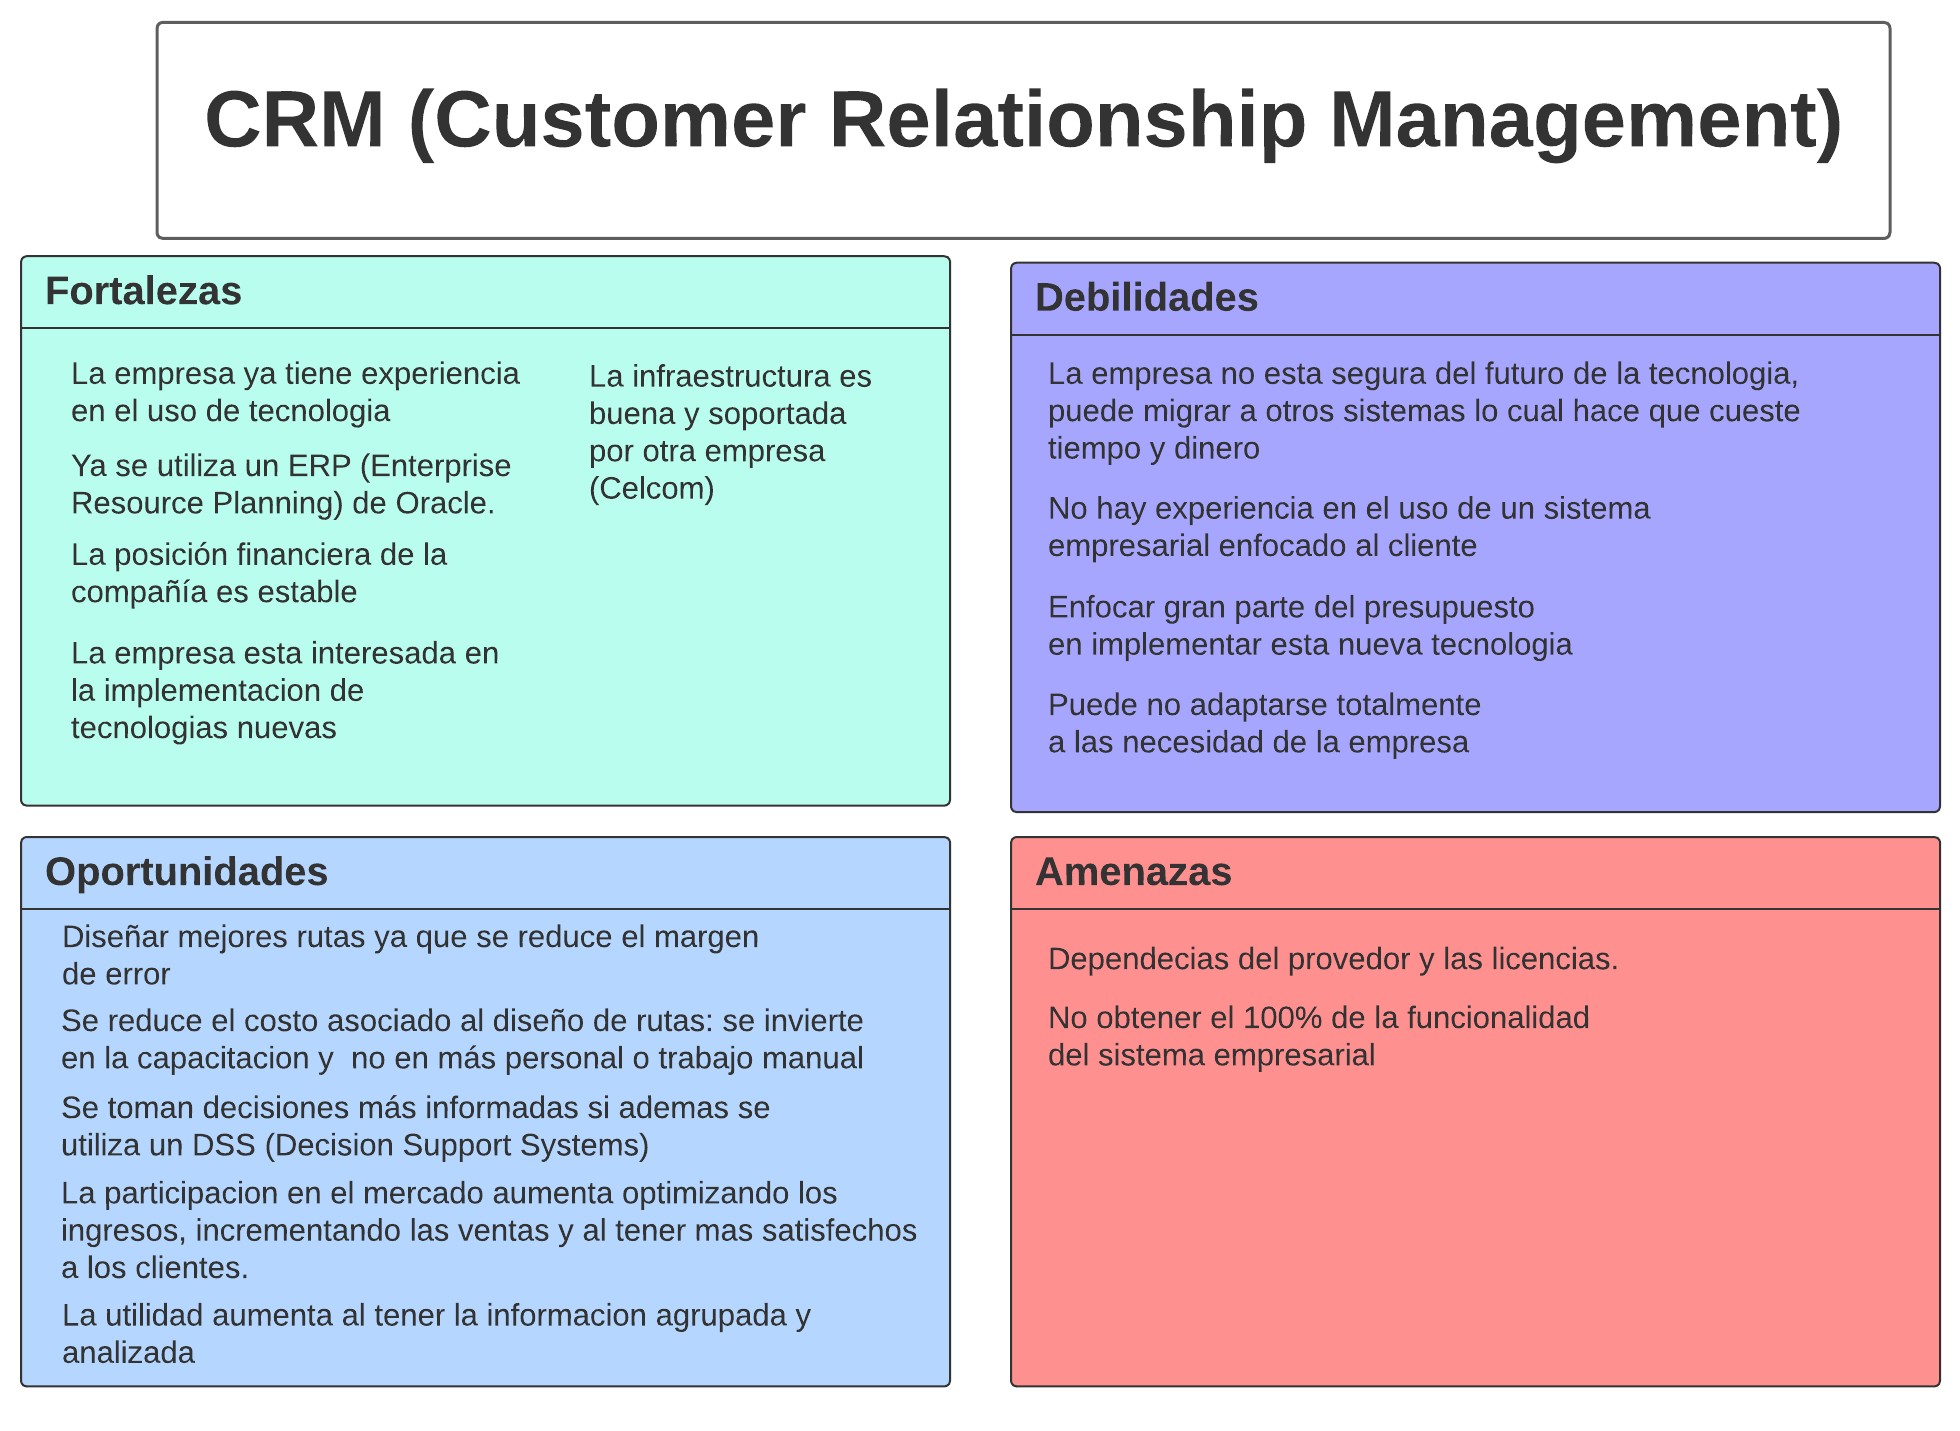 CRM (Customer Relationship Management)
Fortalezas
La empresa ya tiene experiencia
en el uso de tecnologia
Ya se utiliza un ERP (Enterprise
Resource Planning) de Oracle.
La posición financiera de la
compañía es estable
La empresa esta interesada en
la implementacion de
tecnologias nuevas
La infraestructura es
buena y soportada
por otra empresa
(Celcom)
Debilidades
La empresa no esta segura del futuro de la tecnologia,
puede migrar a otros sistemas lo cual hace que cueste
tiempo y dinero
No hay experiencia en el uso de un sistema
empresarial enfocado al cliente
Enfocar gran parte del presupuesto
en implementar esta nueva tecnologia
Puede no adaptarse totalmente
a las necesidad de la empresa
Oportunidades
Diseñar mejores rutas ya que se reduce el margen
de error
Se reduce el costo asociado al diseño de rutas: se invierte
en la capacitacion y  no en más personal o trabajo manual
Se toman decisiones más informadas si ademas se
utiliza un DSS (Decision Support Systems)
La participacion en el mercado aumenta optimizando los
ingresos, incrementando las ventas y al tener mas satisfechos
a los clientes.
La utilidad aumenta al tener la informacion agrupada y
analizada
Amenazas
Dependecias del provedor y las licencias.
No obtener el 100% de la funcionalidad
del sistema empresarial